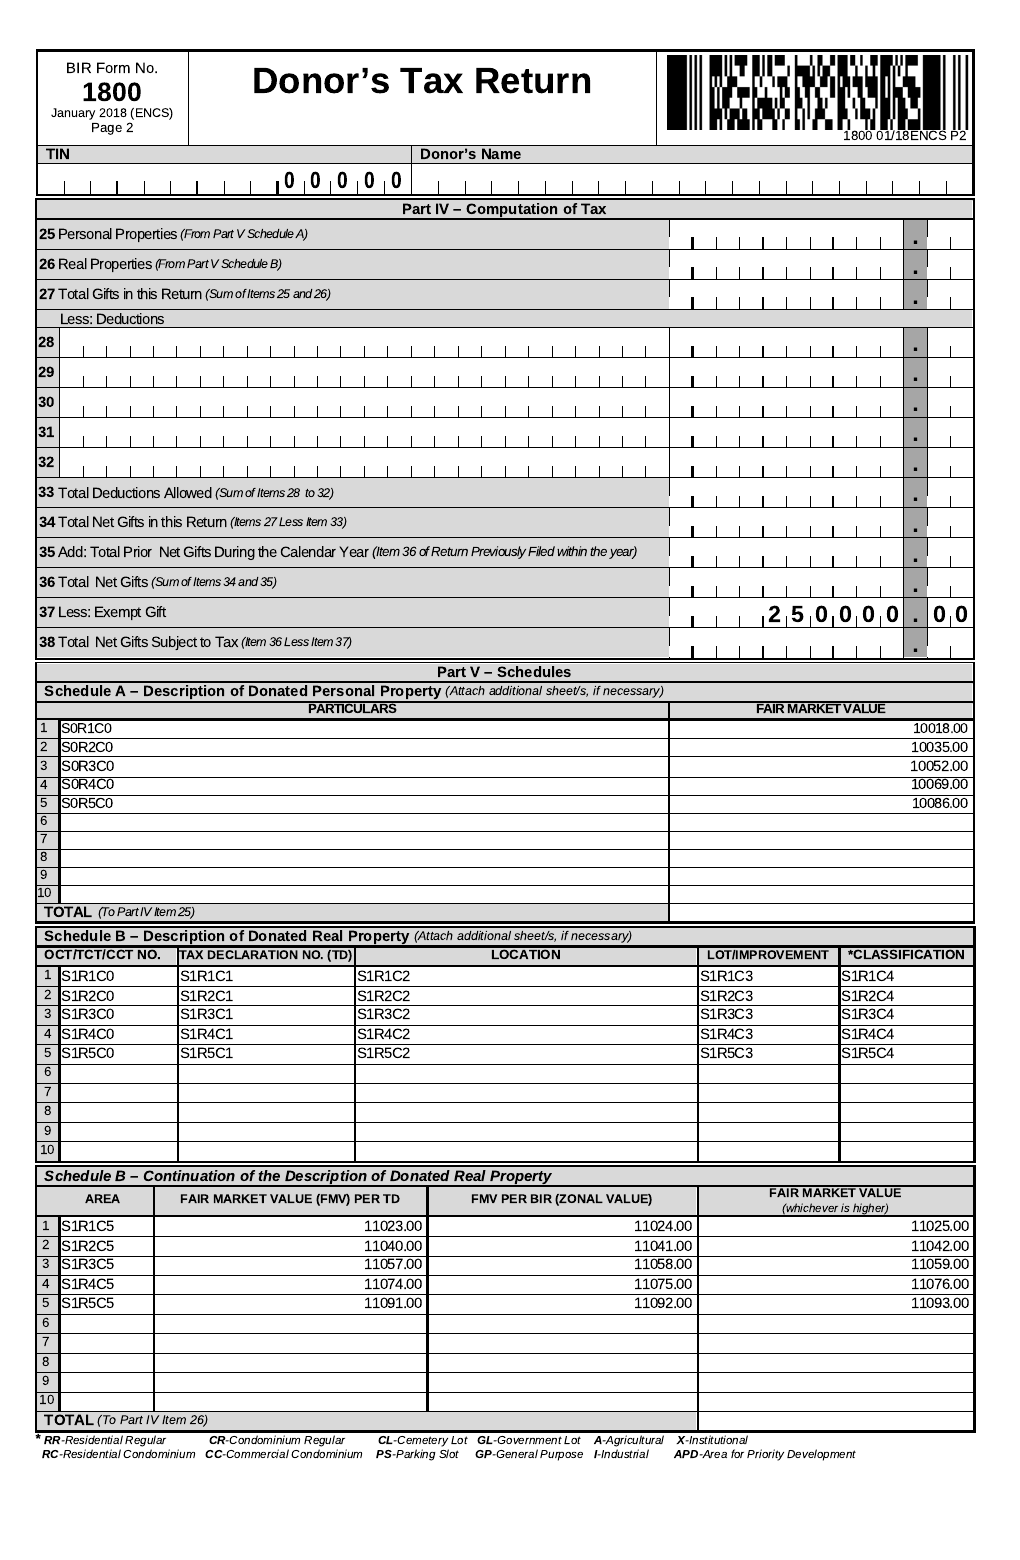 BIR Form No.
1800
January 2018 (ENCS)
Page 2
Donor's Tax Return
1800 01/18ENCS P2
TIN Donor's Name
0 0 0 0 0
Part IV – Computation of Tax
25 Personal Properties (From Part V Schedule A) .
26 Real Properties (From Part V Schedule B) .
27 Total Gifts in this Return (Sum of Items 25 and 26) .
Less: Deductions
28 .
29 .
30 .
31 .
32 .
33 Total Deductions Allowed (Sum of Items 28 to 32) .
34 Total Net Gifts in this Return (Items 27 Less Item 33) .
35 Add: Total Prior Net Gifts During the Calendar Year (Item 36 of Return Previously Filed within the year) .
36 Total Net Gifts (Sum of Items 34 and 35) .
37 Less: Exempt Gift 2 5 0 0 0 0 . 0 0
38 Total Net Gifts Subject to Tax (Item 36 Less Item 37) .
Part V – Schedules
Schedule A – Description of Donated Personal Property (Attach additional sheet/s, if necessary)
PARTICULARS FAIR MARKET VALUE
1 S0R1C0 10018.00
2 S0R2C0 10035.00
3 S0R3C0 10052.00
4 S0R4C0 10069.00
5 S0R5C0 10086.00
6
7
8
9
10
TOTAL (To Part IV Item 25)
Schedule B – Description of Donated Real Property (Attach additional sheet/s, if necessary)
OCT/TCT/CCT NO. TAX DECLARATION NO. (TD) LOCATION LOT/IMPROVEMENT *CLASSIFICATION
1 S1R1C0 S1R1C1 S1R1C2 S1R1C3 S1R1C4
2 S1R2C0 S1R2C1 S1R2C2 S1R2C3 S1R2C4
3 S1R3C0 S1R3C1 S1R3C2 S1R3C3 S1R3C4
4 S1R4C0 S1R4C1 S1R4C2 S1R4C3 S1R4C4
5 S1R5C0 S1R5C1 S1R5C2 S1R5C3 S1R5C4
6
7
8
9
10
Schedule B – Continuation of the Description of Donated Real Property
AREA FAIR MARKET VALUE (FMV) PER TD FMV PER BIR (ZONAL VALUE) FAIR MARKET VALUE
(whichever is higher)
1 S1R1C5 11023.00 11024.00 11025.00
2 S1R2C5 11040.00 11041.00 11042.00
3 S1R3C5 11057.00 11058.00 11059.00
4 S1R4C5 11074.00 11075.00 11076.00
5 S1R5C5 11091.00 11092.00 11093.00
6
7
8
9
10
TOTAL (To Part IV Item 26)
* RR-Residential Regular CR-Condominium Regular CL-Cemetery Lot GL-Government Lot A-Agricultural X-Institutional
RC-Residential Condominium CC-Commercial Condominium PS-Parking Slot GP-General Purpose I-Industrial APD-Area for Priority Development